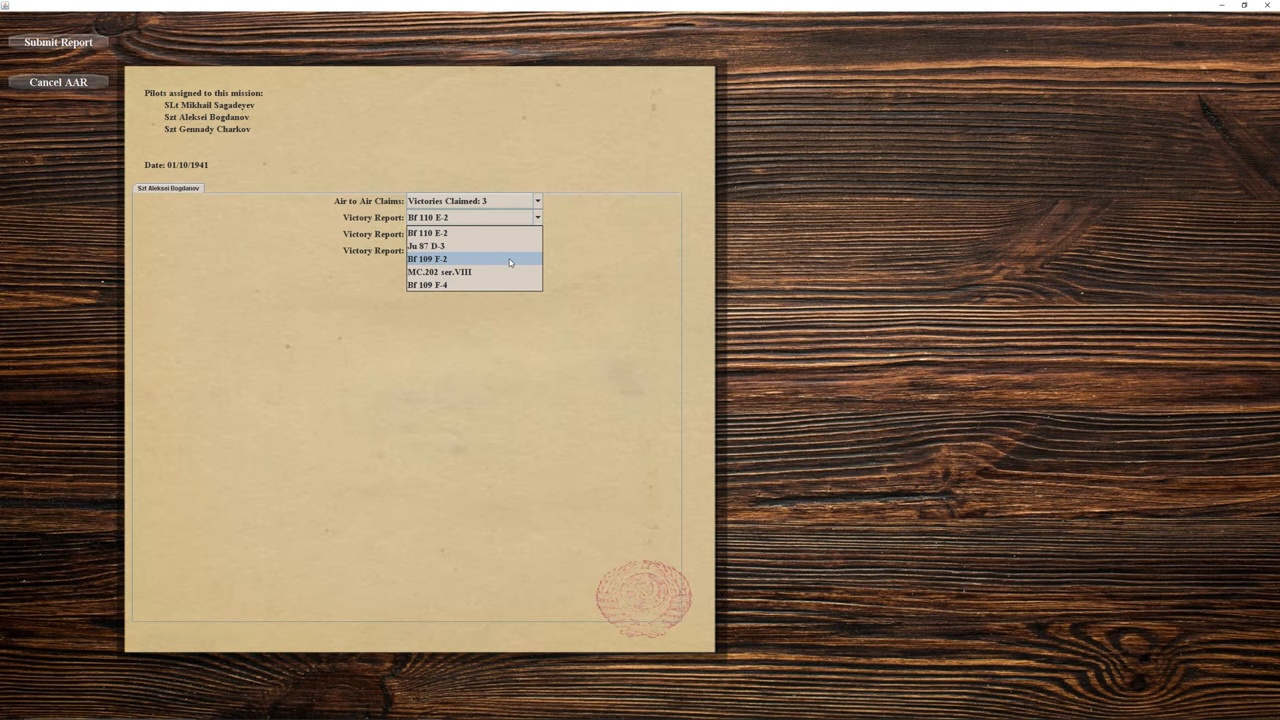 Submit Report
Cancel AAR
Pilots assigned to this mission:
SLt Mikhail Sagadeyev
Szt Aleksei Bogdanov
Szt Gennady Charkov
Date: 01/10/1941
Szt Aleksei Bogdanov
Air to Air Claims: Victories Claimed: 3
Victory Report: Bf 110 E-2
Victory Report: Bf 110 E-2
Ju 87 D-3
Victory Report: Bf 109 F-2
MC.202 ser.VIII
Bf 109 F-4